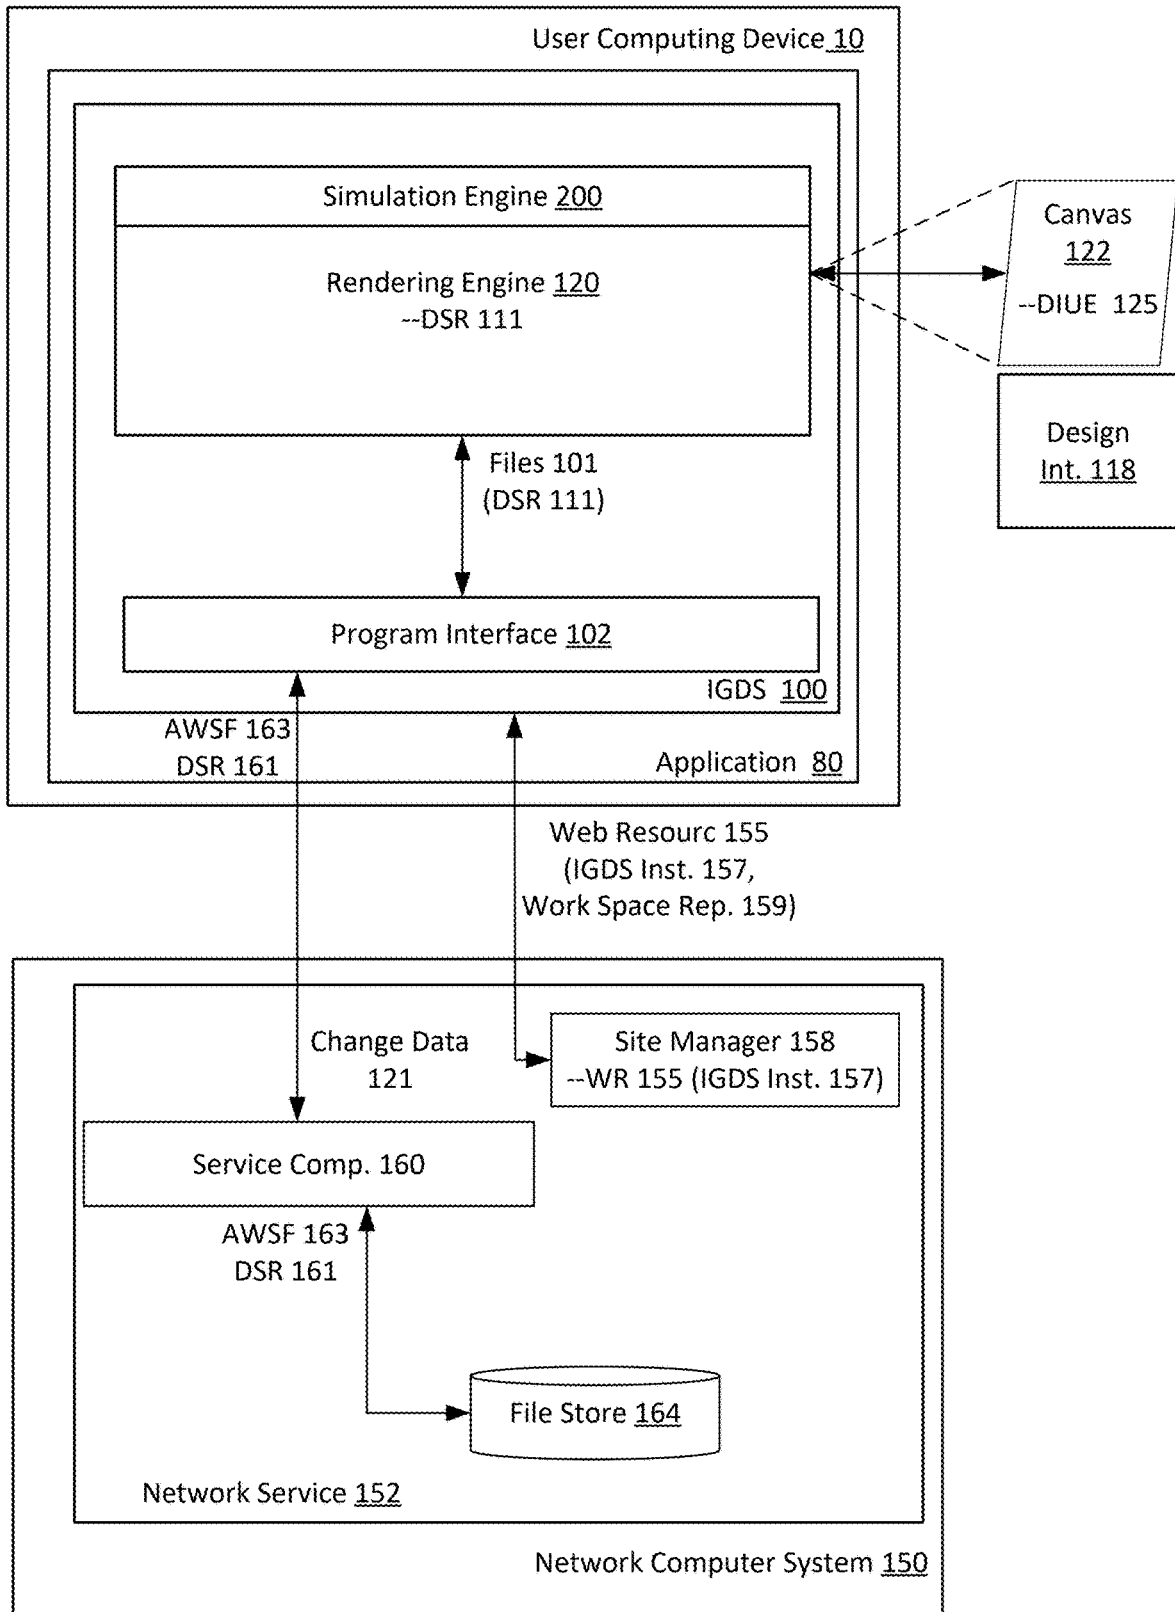 User Computing Device 10
Simulation Engine 200
Rendering Engine 120
--DSR 111
Canvas
122
--DIUE 125
Design
Int. 118
Files 101
(DSR 111)
Program Interface 102
IGDS 100
AWSF 163
DSR 161
Application 80
Web Resourc 155
(IGDS Inst. 157,
Work Space Rep. 159)
Change Data
121
Site Manager 158
--WR 155 (IGDS Inst. 157)
Service Comp. 160
AWSF 163
DSR 161
File Store 164
Network Service 152
Network Computer System 150